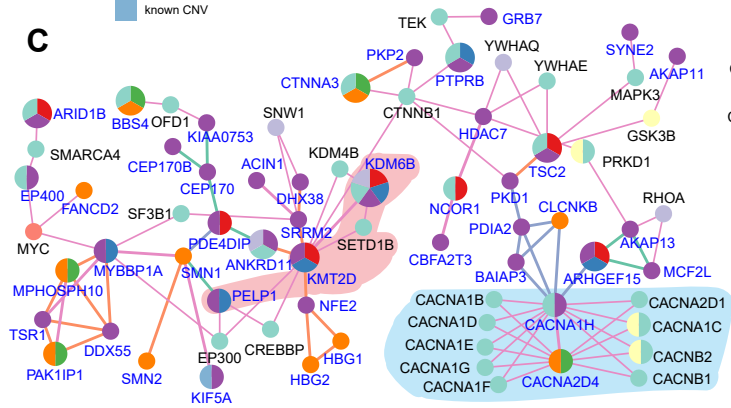 known CNV
C
TEK
GRB7
PKP2
YWHAQ
SYNE2
CTNNA3
PTPRB
YWHAE
AKAP11
MAPK3
ARID1B
BBS4
OFD1
SNW1
CTNNB1
HDAC7
GSK3B
KIAA0753
SMARCA4
CEP170B
ACIN1
KDM4B
KDM6B
TSC2
PRKD1
EP400
CEP170
DHX38
NCOR1
PKD1
RHOA
FANCD2
SF3B1
SRRM2
CLCNKB
MYC
PDE4DIP
SETD1B
PDIA2
AKAP13
MYBBP1A
SMN1
ANKRD11
KMT2D
CBFA2T3
BAIAP3
ARHGEF15
MCF2L
MPHOSPH10
PELP1
NFE2
CACNA1B
CACNA2D1
TSR1
CACNA1D
CACNA1H
CACNA1C
DDX55
EP300
CREBBP
HBG1
CACNA1E
CACNB2
PAK1IP1
SMN2
HBG2
CACNA1G
CACNA2D4
CACNB1
KIF5A
CACNA1F